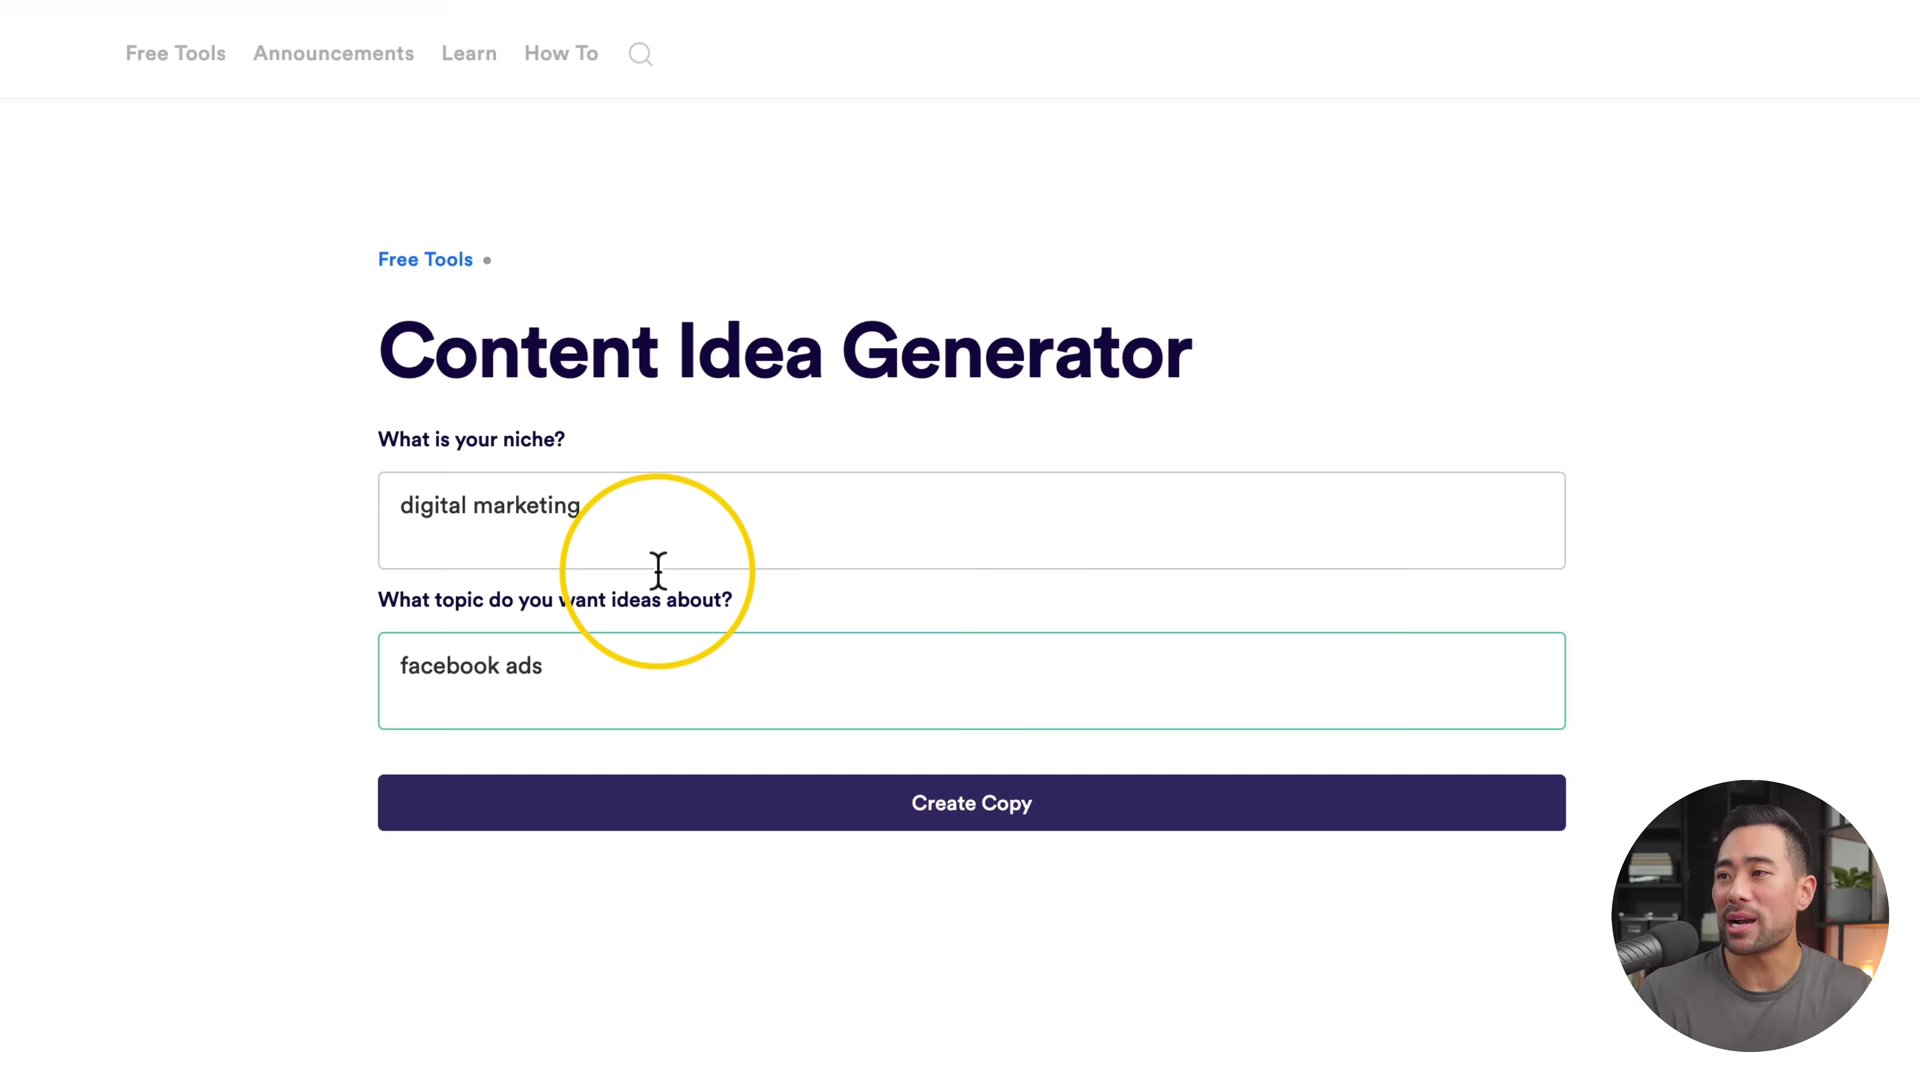 Free Tools Announcements Learn How To
Free Tools
Content Idea Generator
What is your niche?
digital marketing
What topic do you want ideas about?
facebook ads
Create Copy